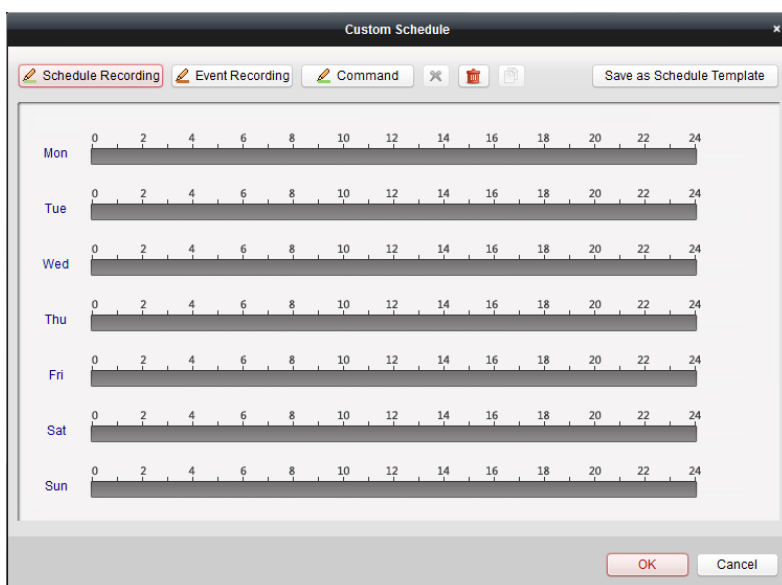 Custom Schedule x
Schedule Recording Event Recording Command Save as Schedule Template
0 2 4 6 8 10 12 14 16 18 20 22 24
Mon
0 2 4 6 8 10 12 14 16 18 20 22 24
Tue
0 2 4 6 8 10 12 14 16 18 20 22 24
Wed
0 2 4 6 8 10 12 14 16 18 20 22 24
Thu
0 2 4 6 8 10 12 14 16 18 20 22 24
Fri
0 2 4 6 8 10 12 14 16 18 20 22 24
Sat
0 2 4 6 8 10 12 14 16 18 20 22 24
Sun
OK Cancel